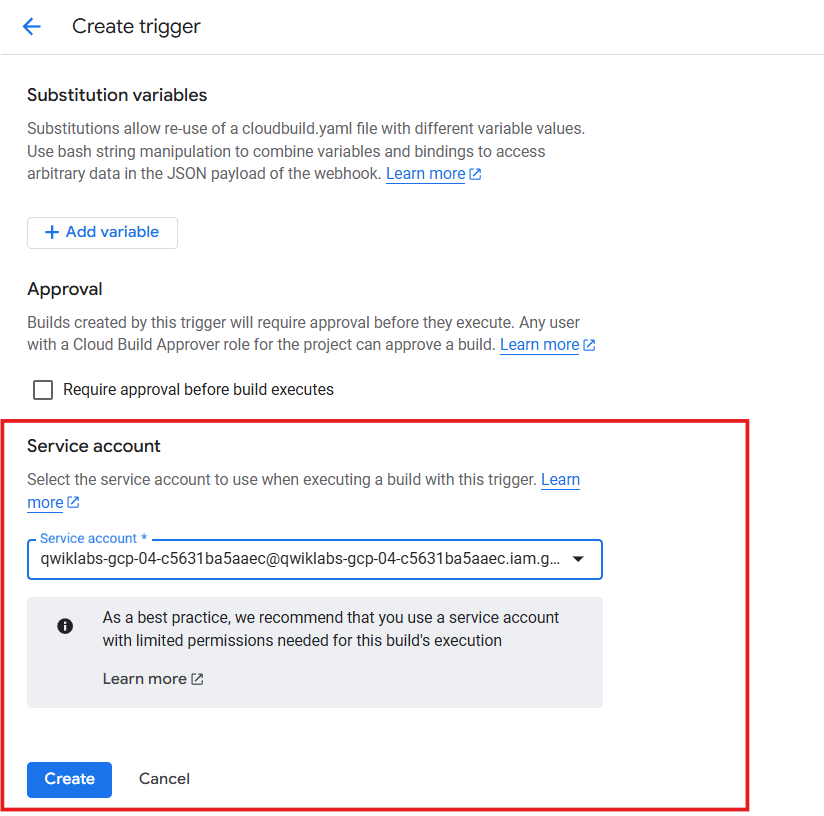 Create trigger
Substitution variables
Substitutions allow re-use of a cloudbuild.yaml file with different variable values.
Use bash string manipulation to combine variables and bindings to access
arbitrary data in the JSON payload of the webhook. Learn more
+ Add variable
Approval
Builds created by this trigger will require approval before they execute. Any user
with a Cloud Build Approver role for the project can approve a build. Learn more
Require approval before build executes
Service account
Select the service account to use when executing a build with this trigger. Learn
more
Service account *
qwiklabs-gcp-04-c5631ba5aaec@qwiklabs-gcp-04-c5631ba5aaec.iam.g...
As a best practice, we recommend that you use a service account
with limited permissions needed for this build's execution
Learn more
Create Cancel